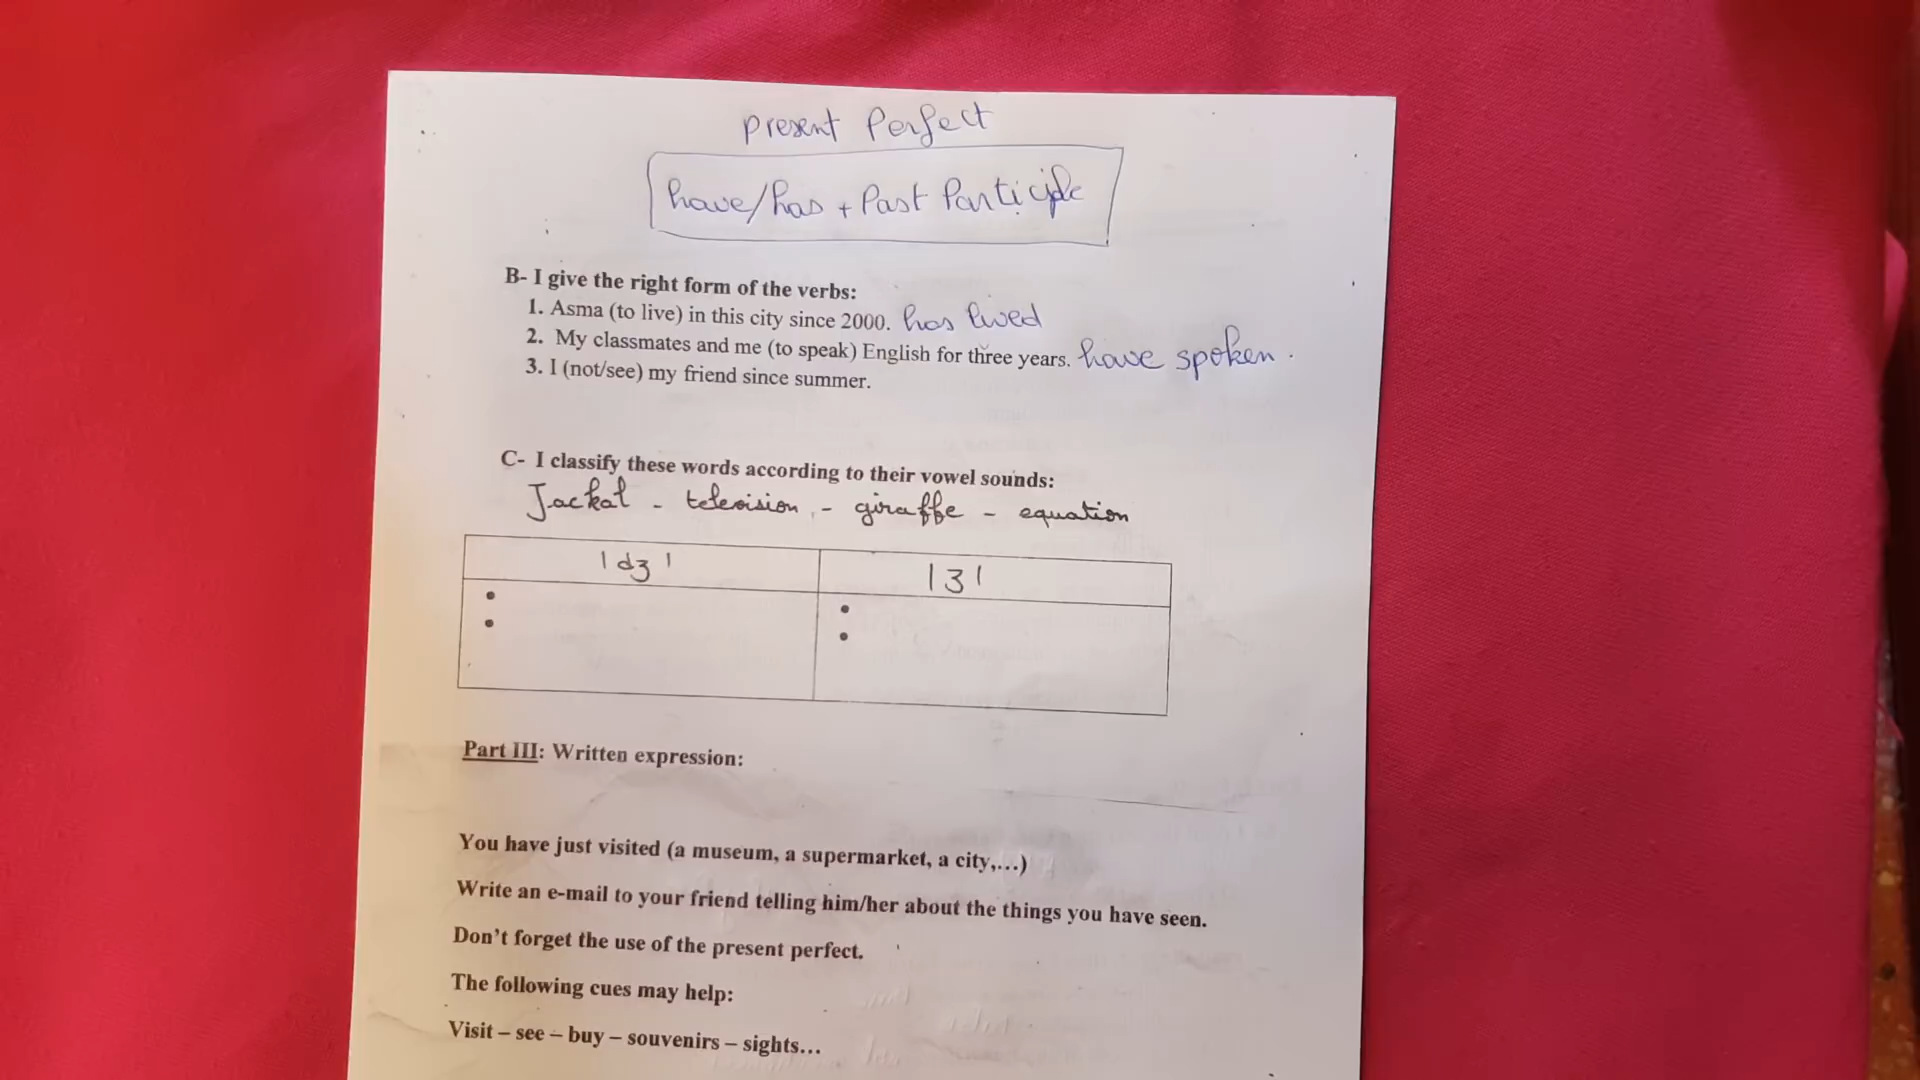 Present Perfect
have/has + Past Participle
B- I give the right form of the verbs:
1. Asma (to live) in this city since 2000. has lived
2. My classmates and me (to speak) English for three years. have spoken.
3. I (not/see) my friend since summer.
C- I classify these words according to their vowel sounds:
Jackal - television - giraffe - equation
|dʒ| |ʒ|
Part III: Written expression:
You have just visited (a museum, a supermarket, a city,...)
Write an e-mail to your friend telling him/her about the things you have seen.
Don't forget the use of the present perfect.
The following cues may help:
Visit – see – buy – souvenirs – sights...